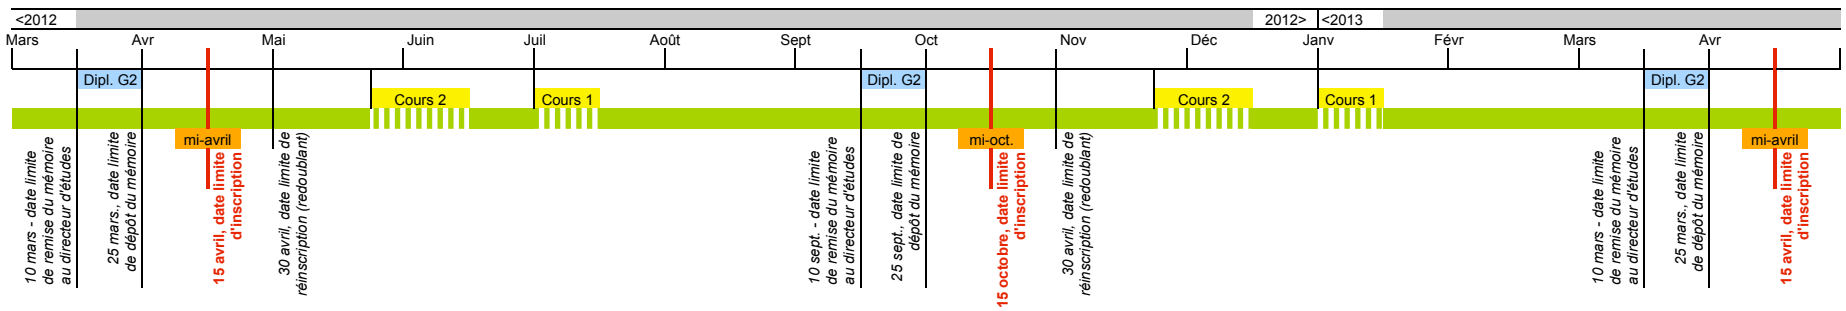 <2012
2012>
<2013
Mars
Avr
Mai
Juin
Juil
Août
Sept
Oct
Nov
Déc
Janv
Févr
Mars
Avr
Dipl. G2
Dipl. G2
Dipl. G2
Cours 2
Cours 1
Cours 2
Cours 1
mi-avril
mi-oct.
mi-avril
10 mars - date limite
de remise du mémoire
au directeur d'études
25 mars., date limite
de dépôt du mémoire
15 avril, date limite
d'inscription
30 avril, date limite de
réinscription (redoublant)
10 sept. - date limite
de remise du mémoire
au directeur d'études
25 sept., date limite de
dépôt du mémoire
15 octobre, date limite
d'inscription
30 avril, date limite de
réinscription (redoublant)
10 mars - date limite
de remise du mémoire
au directeur d'études
25 mars., date limite
de dépôt du mémoire
15 avril, date limite
d'inscription